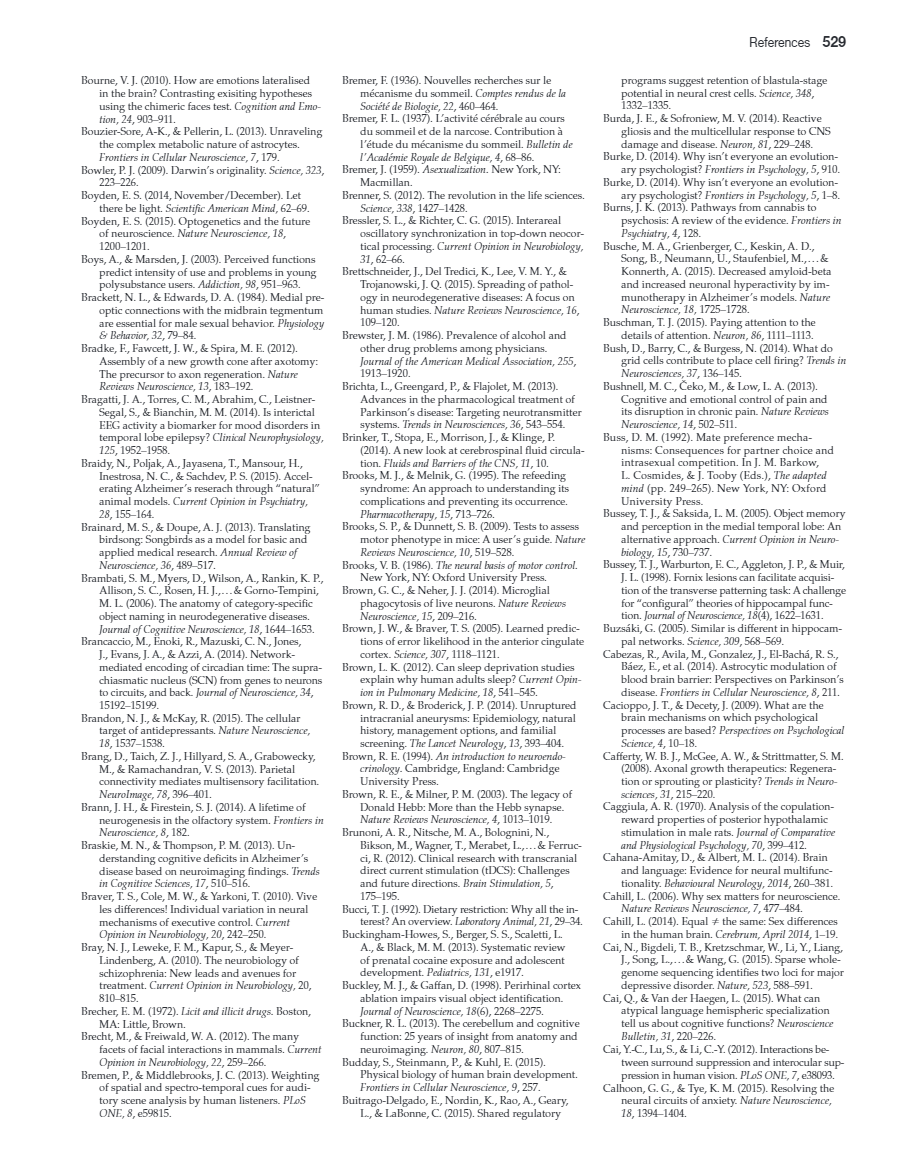 References 529
Bourne, V. J. (2010). How are emotions lateralised
in the brain? Contrasting exisiting hypotheses
using the chimeric faces test. Cognition and Emo-
tion, 24, 903–911.
Bouzier-Sore, A-K., & Pellerin, L. (2013). Unraveling
the complex metabolic nature of astrocytes.
Frontiers in Cellular Neuroscience, 7, 179.
Bowler, P. J. (2009). Darwin's originality. Science, 323,
223–226.
Boyden, E. S. (2014, November/December). Let
there be light. Scientific American Mind, 62–69.
Boyden, E. S. (2015). Optogenetics and the future
of neuroscience. Nature Neuroscience, 18,
1200–1201.
Boys, A., & Marsden, J. (2003). Perceived functions
predict intensity of use and problems in young
polysubstance users. Addiction, 98, 951–963.
Brackett, N. L., & Edwards, D. A. (1984). Medial pre-
optic connections with the midbrain tegmentum
are essential for male sexual behavior. Physiology
& Behavior, 32, 79–84.
Bradke, F., Fawcett, J. W., & Spira, M. E. (2012).
Assembly of a new growth cone after axotomy:
The precursor to axon regeneration. Nature
Reviews Neuroscience, 13, 183–192.
Bragatti, J. A., Torres, C. M., Abrahim, C., Leistner-
Segal, S., & Bianchin, M. M. (2014). Is interictal
EEG activity a biomarker for mood disorders in
temporal lobe epilepsy? Clinical Neurophysiology,
125, 1952–1958.
Braidy, N., Poljak, A., Jayasena, T., Mansour, H.,
Inestrosa, N. C., & Sachdev, P. S. (2015). Accel-
erating Alzheimer's reserach through “natural”
animal models. Current Opinion in Psychiatry,
28, 155–164.
Brainard, M. S., & Doupe, A. J. (2013). Translating
birdsong: Songbirds as a model for basic and
applied medical research. Annual Review of
Neuroscience, 36, 489–517.
Brambati, S. M., Myers, D., Wilson, A., Rankin, K. P.,
Allison, S. C., Rosen, H. J.,…& Gorno-Tempini,
M. L. (2006). The anatomy of category-specific
object naming in neurodegenerative diseases.
Journal of Cognitive Neuroscience, 18, 1644–1653.
Brancaccio, M., Enoki, R., Mazuski, C. N., Jones,
J., Evans, J. A., & Azzi, A. (2014). Network-
mediated encoding of circadian time: The supra-
chiasmatic nucleus (SCN) from genes to neurons
to circuits, and back. Journal of Neuroscience, 34,
15192–15199.
Brandon, N. J., & McKay, R. (2015). The cellular
target of antidepressants. Nature Neuroscience,
18, 1537–1538.
Brang, D., Taich, Z. J., Hillyard, S. A., Grabowecky,
M., & Ramachandran, V. S. (2013). Parietal
connectivity mediates multisensory facilitation.
NeuroImage, 78, 396–401.
Brann, J. H., & Firestein, S. J. (2014). A lifetime of
neurogenesis in the olfactory system. Frontiers in
Neuroscience, 8, 182.
Braskie, M. N., & Thompson, P. M. (2013). Un-
derstanding cognitive deficits in Alzheimer's
disease based on neuroimaging findings. Trends
in Cognitive Sciences, 17, 510–516.
Braver, T. S., Cole, M. W., & Yarkoni, T. (2010). Vive
les differences! Individual variation in neural
mechanisms of executive control. Current
Opinion in Neurobiology, 20, 242–250.
Bray, N. J., Leweke, F. M., Kapur, S., & Meyer-
Lindenberg, A. (2010). The neurobiology of
schizophrenia: New leads and avenues for
treatment. Current Opinion in Neurobiology, 20,
810–815.
Brecher, E. M. (1972). Licit and illicit drugs. Boston,
MA: Little, Brown.
Brecht, M., & Freiwald, W. A. (2012). The many
facets of facial interactions in mammals. Current
Opinion in Neurobiology, 22, 259–266.
Bremen, P., & Middlebrooks, J. C. (2013). Weighting
of spatial and spectro-temporal cues for audi-
tory scene analysis by human listeners. PLoS
ONE, 8, e59815.
Bremer, F. (1936). Nouvelles recherches sur le
mécanisme du sommeil. Comptes rendus de la
Société de Biologie, 22, 460–464.
Bremer, F. L. (1937). L'activité cérébrale au cours
du sommeil et de la narcose. Contribution à
l'étude du mécanisme du sommeil. Bulletin de
l'Académie Royale de Belgique, 4, 68–86.
Bremer, J. (1959). Asexualization. New York, NY:
Macmillan.
Brenner, S. (2012). The revolution in the life sciences.
Science, 338, 1427–1428.
Bressler, S. L., & Richter, C. G. (2015). Interareal
oscillatory synchronization in top-down neocor-
tical processing. Current Opinion in Neurobiology,
31, 62–66.
Brettschneider, J., Del Tredici, K., Lee, V. M. Y., &
Trojanowski, J. Q. (2015). Spreading of pathol-
ogy in neurodegenerative diseases: A focus on
human studies. Nature Reviews Neuroscience, 16,
109–120.
Brewster, J. M. (1986). Prevalence of alcohol and
other drug problems among physicians.
Journal of the American Medical Association, 255,
1913–1920.
Brichta, L., Greengard, P., & Flajolet, M. (2013).
Advances in the pharmacological treatment of
Parkinson's disease: Targeting neurotransmitter
systems. Trends in Neurosciences, 36, 543–554.
Brinker, T., Stopa, E., Morrison, J., & Klinge, P.
(2014). A new look at cerebrospinal fluid circula-
tion. Fluids and Barriers of the CNS, 11, 10.
Brooks, M. J., & Melnik, G. (1995). The refeeding
syndrome: An approach to understanding its
complications and preventing its occurrence.
Pharmacotherapy, 15, 713–726.
Brooks, S. P., & Dunnett, S. B. (2009). Tests to assess
motor phenotype in mice: A user's guide. Nature
Reviews Neuroscience, 10, 519–528.
Brooks, V. B. (1986). The neural basis of motor control.
New York, NY: Oxford University Press.
Brown, G. C., & Neher, J. J. (2014). Microglial
phagocytosis of live neurons. Nature Reviews
Neuroscience, 15, 209–216.
Brown, J. W., & Braver, T. S. (2005). Learned predic-
tions of error likelihood in the anterior cingulate
cortex. Science, 307, 1118–1121.
Brown, L. K. (2012). Can sleep deprivation studies
explain why human adults sleep? Current Opin-
ion in Pulmonary Medicine, 18, 541–545.
Brown, R. D., & Broderick, J. P. (2014). Unruptured
intracranial aneurysms: Epidemiology, natural
history, management options, and familial
screening. The Lancet Neurology, 13, 393–404.
Brown, R. E. (1994). An introduction to neuroendo-
crinology. Cambridge, England: Cambridge
University Press.
Brown, R. E., & Milner, P. M. (2003). The legacy of
Donald Hebb: More than the Hebb synapse.
Nature Reviews Neuroscience, 4, 1013–1019.
Brunoni, A. R., Nitsche, M. A., Bolognini, N.,
Bikson, M., Wagner, T., Merabet, L.,…& Ferruc-
ci, R. (2012). Clinical research with transcranial
direct current stimulation (tDCS): Challenges
and future directions. Brain Stimulation, 5,
175–195.
Bucci, T. J. (1992). Dietary restriction: Why all the in-
terest? An overview. Laboratory Animal, 21, 29–34.
Buckingham-Howes, S., Berger, S. S., Scaletti, L.
A., & Black, M. M. (2013). Systematic review
of prenatal cocaine exposure and adolescent
development. Pediatrics, 131, e1917.
Buckley, M. J., & Gaffan, D. (1998). Perirhinal cortex
ablation impairs visual object identification.
Journal of Neuroscience, 18(6), 2268–2275.
Buckner, R. L. (2013). The cerebellum and cognitive
function: 25 years of insight from anatomy and
neuroimaging. Neuron, 80, 807–815.
Budday, S., Steinmann, P., & Kuhl, E. (2015).
Physical biology of human brain development.
Frontiers in Cellular Neuroscience, 9, 257.
Buitrago-Delgado, E., Nordin, K., Rao, A., Geary,
L., & LaBonne, C. (2015). Shared regulatory
programs suggest retention of blastula-stage
potential in neural crest cells. Science, 348,
1332–1335.
Burda, J. E., & Sofroniew, M. V. (2014). Reactive
gliosis and the multicellular response to CNS
damage and disease. Neuron, 81, 229–248.
Burke, D. (2014). Why isn't everyone an evolution-
ary psychologist? Frontiers in Psychology, 5, 910.
Burke, D. (2014). Why isn't everyone an evolution-
ary psychologist? Frontiers in Psychology, 5, 1–8.
Burns, J. K. (2013). Pathways from cannabis to
psychosis: A review of the evidence. Frontiers in
Psychiatry, 4, 128.
Busche, M. A., Grienberger, C., Keskin, A. D.,
Song, B., Neumann, U., Staufenbiel, M.,…&
Konnerth, A. (2015). Decreased amyloid-beta
and increased neuronal hyperactivity by im-
munotherapy in Alzheimer's models. Nature
Neuroscience, 18, 1725–1728.
Buschman, T. J. (2015). Paying attention to the
details of attention. Neuron, 86, 1111–1113.
Bush, D., Barry, C., & Burgess, N. (2014). What do
grid cells contribute to place cell firing? Trends in
Neurosciences, 37, 136–145.
Bushnell, M. C., Čeko, M., & Low, L. A. (2013).
Cognitive and emotional control of pain and
its disruption in chronic pain. Nature Reviews
Neuroscience, 14, 502–511.
Buss, D. M. (1992). Mate preference mecha-
nisms: Consequences for partner choice and
intrasexual competition. In J. M. Barkow,
L. Cosmides, & J. Tooby (Eds.), The adapted
mind (pp. 249–265). New York, NY: Oxford
University Press.
Bussey, T. J., & Saksida, L. M. (2005). Object memory
and perception in the medial temporal lobe: An
alternative approach. Current Opinion in Neuro-
biology, 15, 730–737.
Bussey, T. J., Warburton, E. C., Aggleton, J. P., & Muir,
J. L. (1998). Fornix lesions can facilitate acquisi-
tion of the transverse patterning task: A challenge
for “configural” theories of hippocampal func-
tion. Journal of Neuroscience, 18(4), 1622–1631.
Buzsáki, G. (2005). Similar is different in hippocam-
pal networks. Science, 309, 568–569.
Cabezas, R., Avila, M., Gonzalez, J., El-Bachá, R. S.,
Báez, E., et al. (2014). Astrocytic modulation of
blood brain barrier: Perspectives on Parkinson's
disease. Frontiers in Cellular Neuroscience, 8, 211.
Cacioppo, J. T., & Decety, J. (2009). What are the
brain mechanisms on which psychological
processes are based? Perspectives on Psychological
Science, 4, 10–18.
Cafferty, W. B. J., McGee, A. W., & Strittmatter, S. M.
(2008). Axonal growth therapeutics: Regenera-
tion or sprouting or plasticity? Trends in Neuro-
sciences, 31, 215–220.
Caggiula, A. R. (1970). Analysis of the copulation-
reward properties of posterior hypothalamic
stimulation in male rats. Journal of Comparative
and Physiological Psychology, 70, 399–412.
Cahana-Amitay, D., & Albert, M. L. (2014). Brain
and language: Evidence for neural multifunc-
tionality. Behavioural Neurology, 2014, 260–381.
Cahill, L. (2006). Why sex matters for neuroscience.
Nature Reviews Neuroscience, 7, 477–484.
Cahill, L. (2014). Equal ≠ the same: Sex differences
in the human brain. Cerebrum, April 2014, 1–19.
Cai, N., Bigdeli, T. B., Kretzschmar, W., Li, Y., Liang,
J., Song, L.,…& Wang, G. (2015). Sparse whole-
genome sequencing identifies two loci for major
depressive disorder. Nature, 523, 588–591.
Cai, Q., & Van der Haegen, L. (2015). What can
atypical language hemispheric specialization
tell us about cognitive functions? Neuroscience
Bulletin, 31, 220–226.
Cai, Y.-C., Lu, S., & Li, C.-Y. (2012). Interactions be-
tween surround suppression and interocular sup-
pression in human vision. PLoS ONE, 7, e38093.
Calhoon, G. G., & Tye, K. M. (2015). Resolving the
neural circuits of anxiety. Nature Neuroscience,
18, 1394–1404.